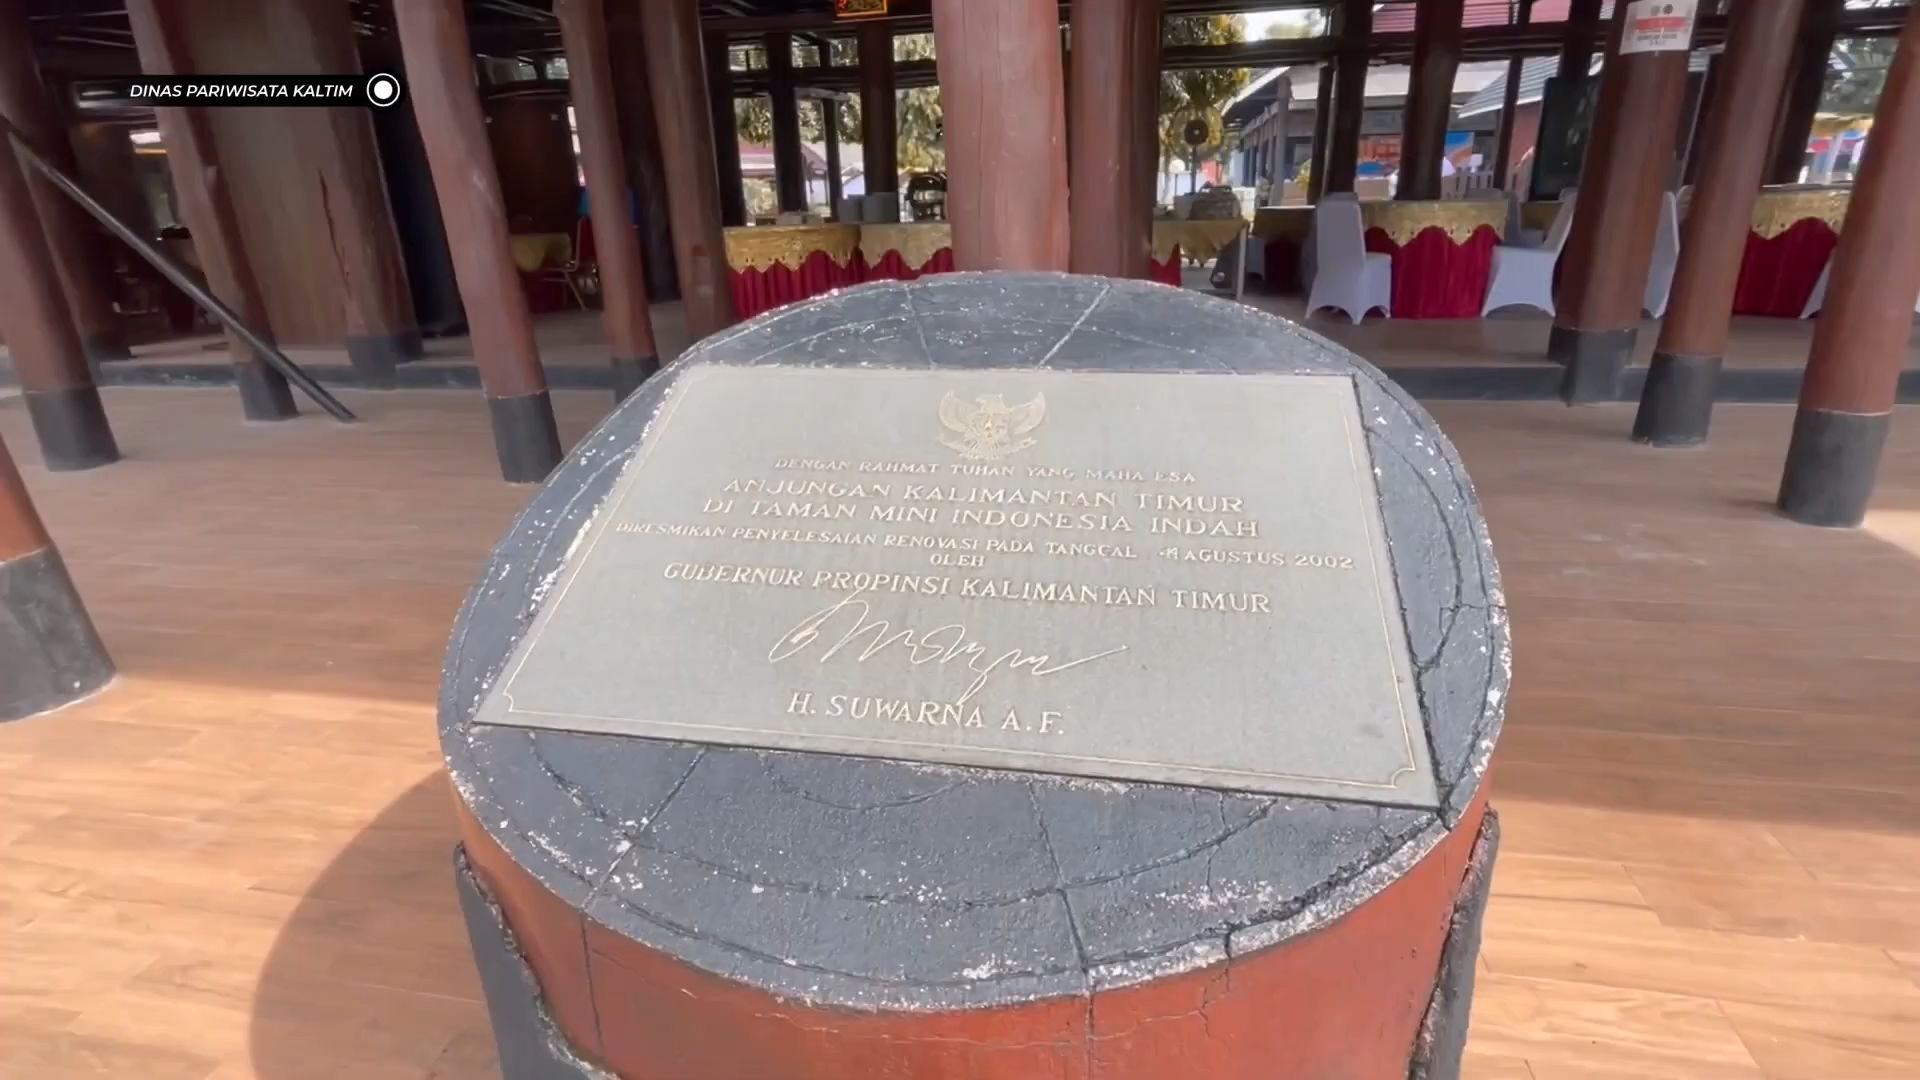 DINAS PARIWISATA KALTIM
DENGAN RAHMAT TUHAN YANG MAHA ESA
ANJUNGAN KALIMANTAN TIMUR
DI TAMAN MINI INDONESIA INDAH
DIRESMIKAN PENYELESAIAN RENOVASI PADA TANGGAL AGUSTUS 2002
OLEH
GUBERNUR PROPINSI KALIMANTAN TIMUR
H. SUWARNA A.F.